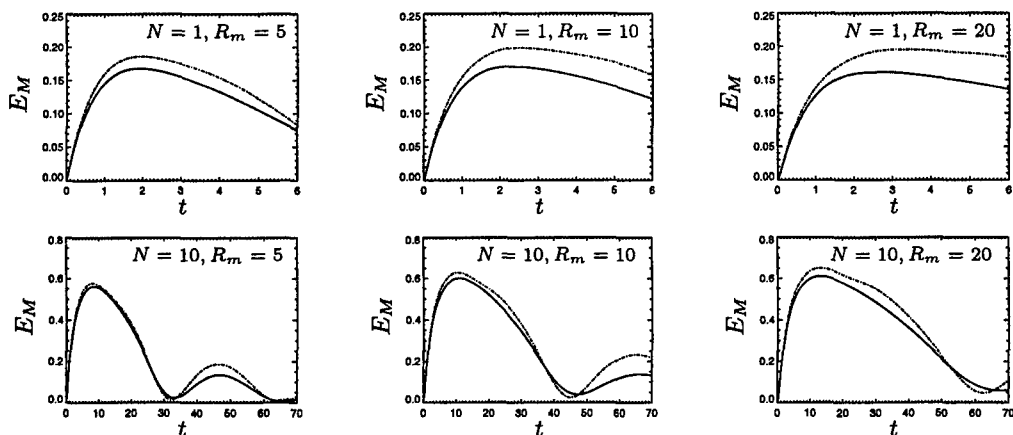 N = 1, R_m = 5
E_M
0.25
0.20
0.15
0.10
0.05
0.00
0 1 2 3 4 5 6
t
N = 1, R_m = 10
E_M
0.25
0.20
0.15
0.10
0.05
0.00
0 1 2 3 4 5 6
t
N = 1, R_m = 20
E_M
0.25
0.20
0.15
0.10
0.05
0.00
0 1 2 3 4 5 6
t
N = 10, R_m = 5
E_M
0.8
0.6
0.4
0.2
0.0
0 10 20 30 40 50 60 70
t
N = 10, R_m = 10
E_M
0.8
0.6
0.4
0.2
0.0
0 10 20 30 40 50 60 70
t
N = 10, R_m = 20
E_M
0.8
0.6
0.4
0.2
0.0
0 10 20 30 40 50 60 70
t